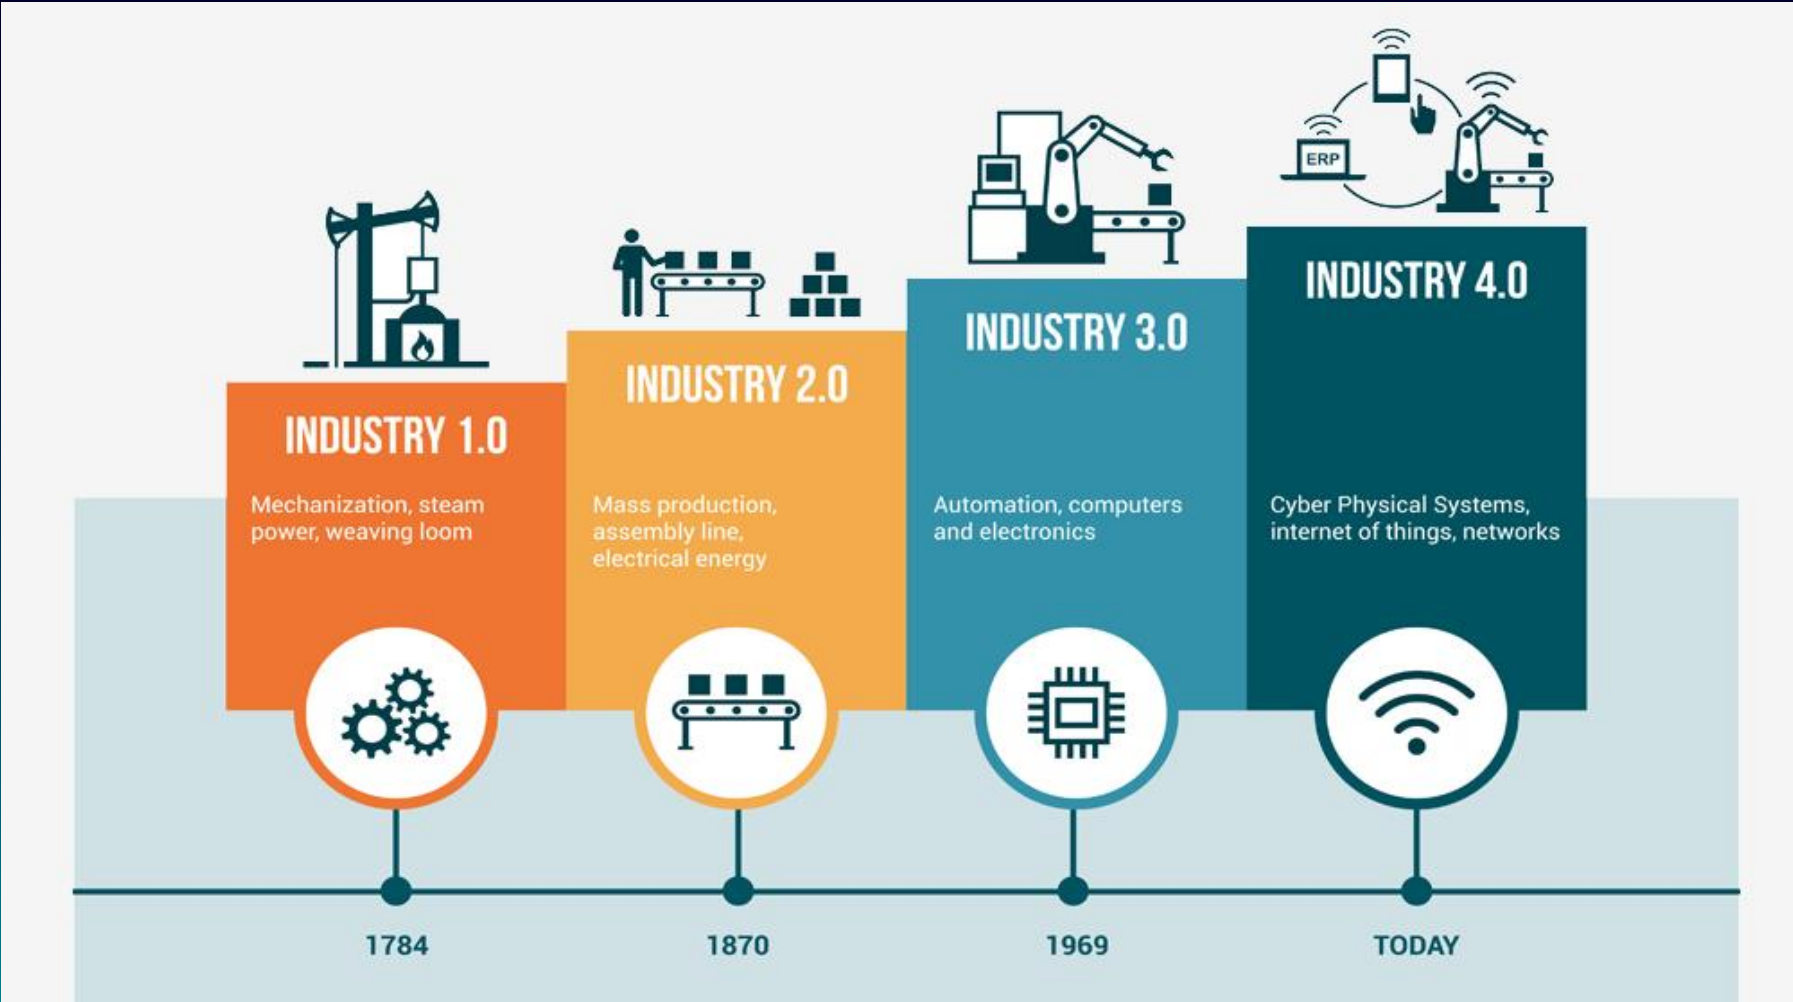 ERP
INDUSTRY 1.0
Mechanization, steam
power, weaving loom
1784
INDUSTRY 2.0
Mass production,
assembly line,
electrical energy
1870
INDUSTRY 3.0
Automation, computers
and electronics
1969
INDUSTRY 4.0
Cyber Physical Systems,
internet of things, networks
TODAY